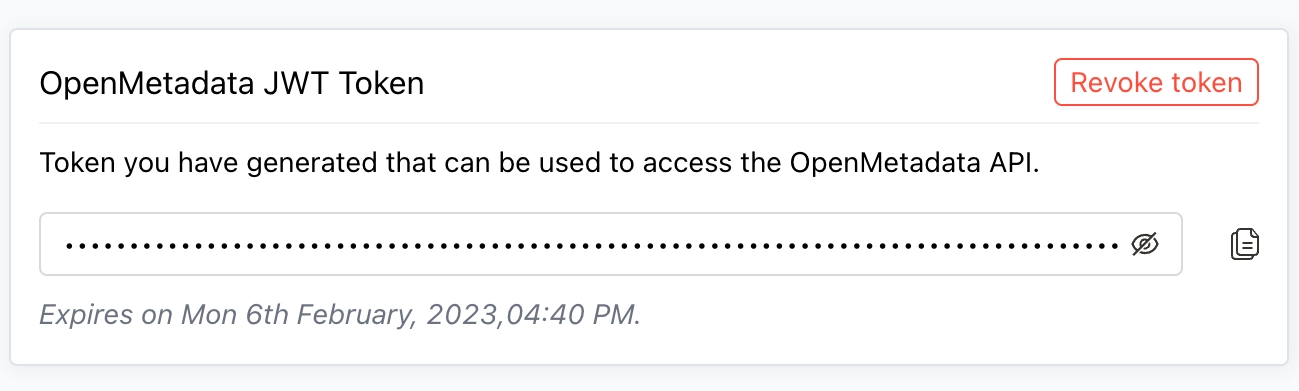 OpenMetadata JWT Token
Revoke token
Token you have generated that can be used to access the OpenMetadata API.
Expires on Mon 6th February, 2023,04:40 PM.